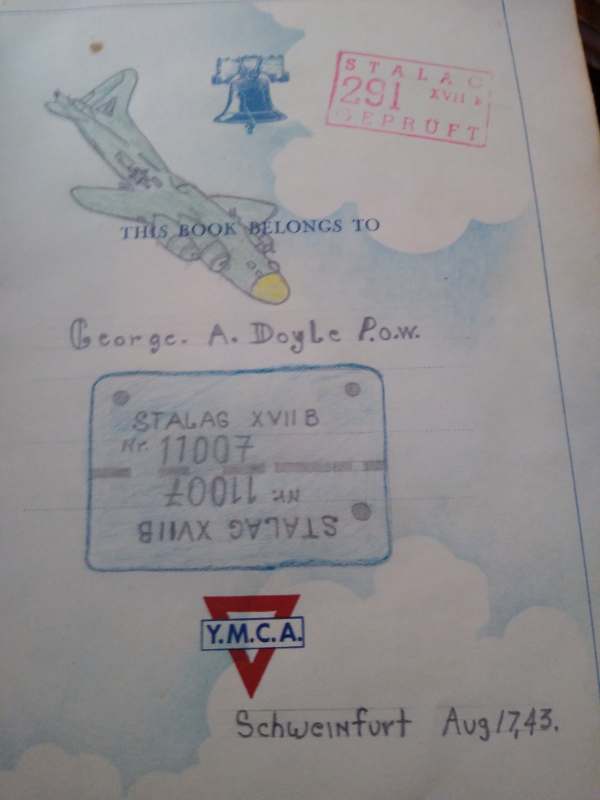 STALAG
291 XVII B
GEPRÜFT
THIS BOOK BELONGS TO
George. A. Doyle P.O.W.
STALAG XVII B
Nr. 11007
Nr 11007
STALAG XVIIB
Y.M.C.A.
Schweinfurt Aug 17,43.